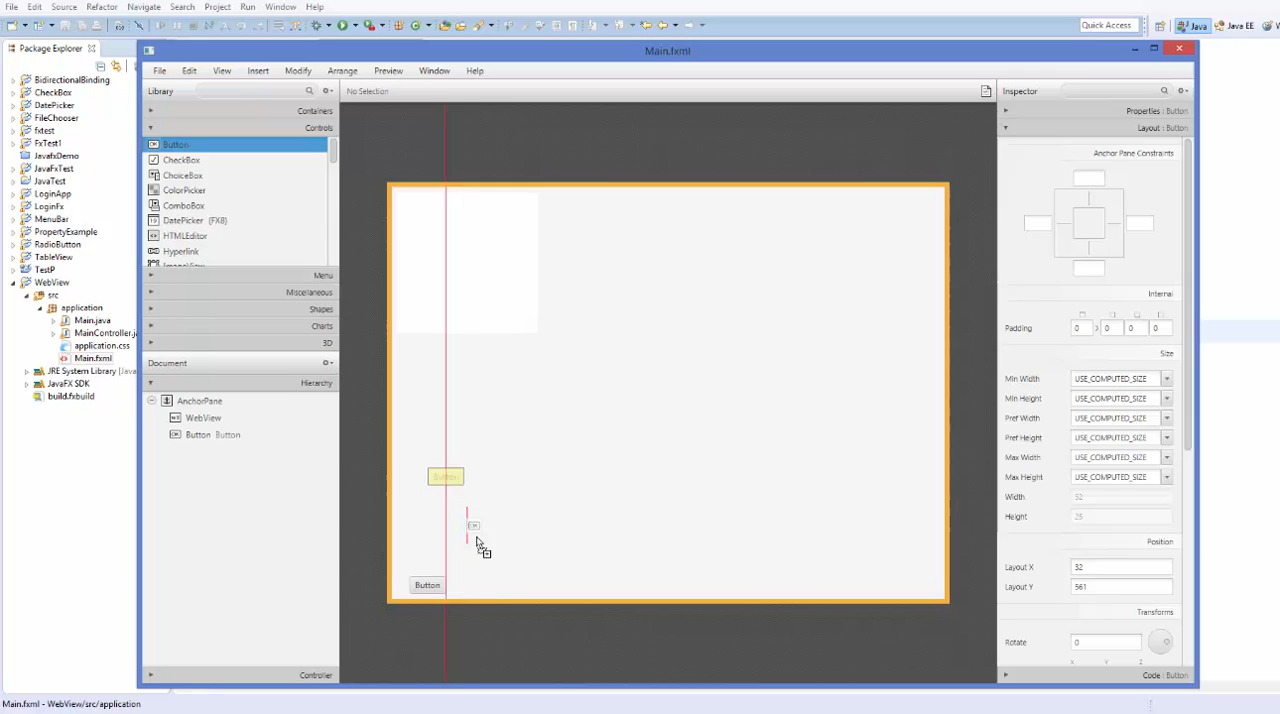 File Edit Source Refactor Navigate Search Project Run Window Help
Quick Access Java Java EE
Package Explorer
BidirectionalBinding
CheckBox
DatePicker
FileChooser
fxtest
FxTest1
JavafxDemo
JavaFxTest
JavaTest
LoginApp
LoginFx
MenuBar
PropertyExample
RadioButton
TableView
TestP
WebView
src
application
Main.java
MainController.ja
application.css
Main.fxml
JRE System Library [Java
JavaFX SDK
build.fxbuild
Main.fxml
File Edit View Insert Modify Arrange Preview Window Help
Library
Containers
Controls
Button
CheckBox
ChoiceBox
ColorPicker
ComboBox
DatePicker (FX8)
HTMLEditor
Hyperlink
ImageView
Menu
Miscellaneous
Shapes
Charts
3D
Document
Hierarchy
AnchorPane
WebView
Button Button
Controller
No Selection
Button
Button
Inspector
Properties : Button
Layout : Button
Anchor Pane Constraints
Internal
Padding 0 0 0 0
Size
Min Width USE_COMPUTED_SIZE
Min Height USE_COMPUTED_SIZE
Pref Width USE_COMPUTED_SIZE
Pref Height USE_COMPUTED_SIZE
Max Width USE_COMPUTED_SIZE
Max Height USE_COMPUTED_SIZE
Width 52
Height 25
Position
Layout X 32
Layout Y 561
Transforms
Rotate 0
X Y Z
Code : Button
Main.fxml - WebView/src/application